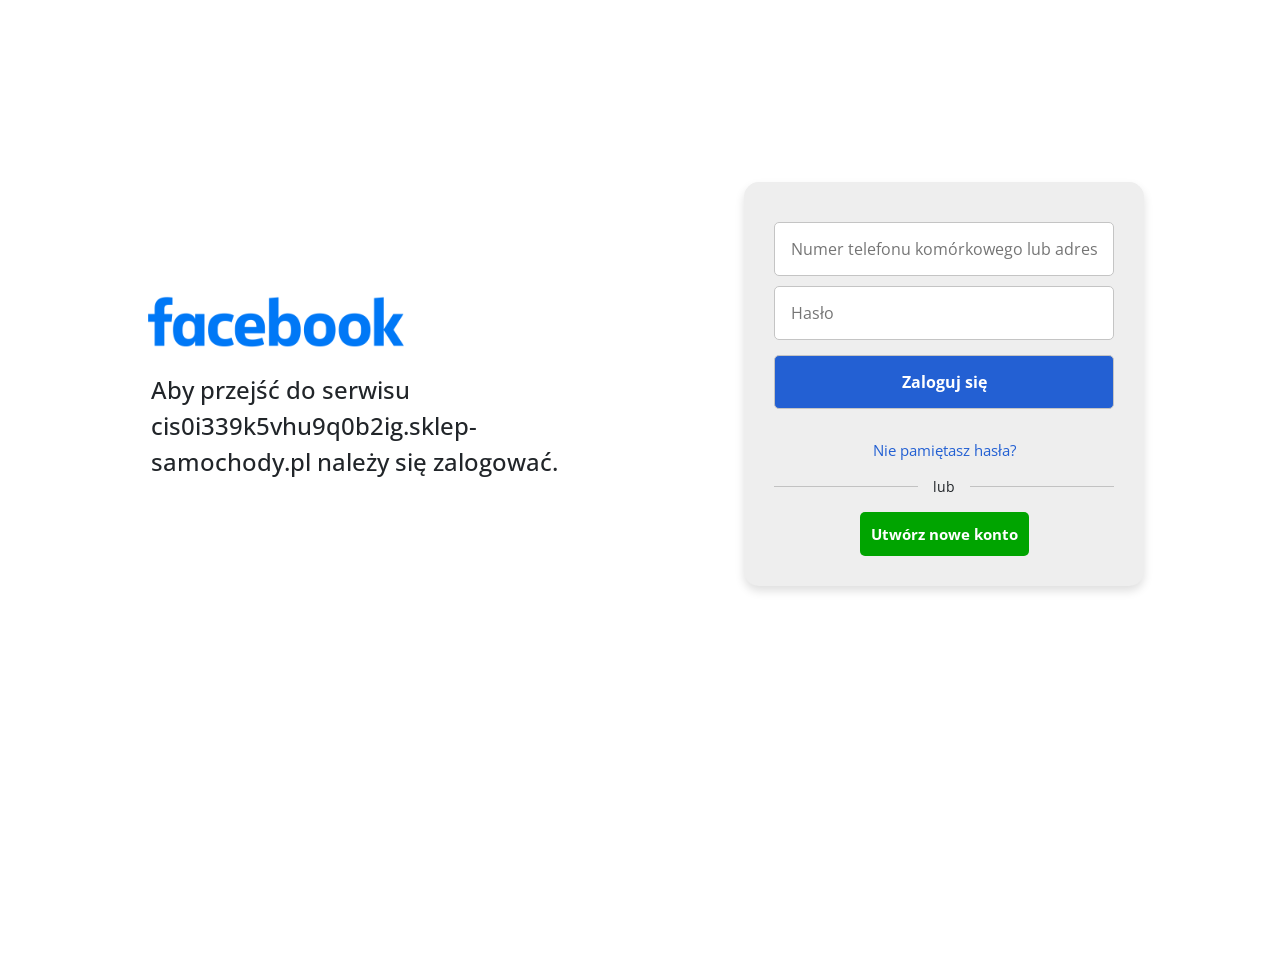 facebook
Aby przejść do serwisu
cis0i339k5vhu9q0b2ig.sklep-
samochody.pl należy się zalogować.
Numer telefonu komórkowego lub adres
Hasło
Zaloguj się
Nie pamiętasz hasła?
lub
Utwórz nowe konto